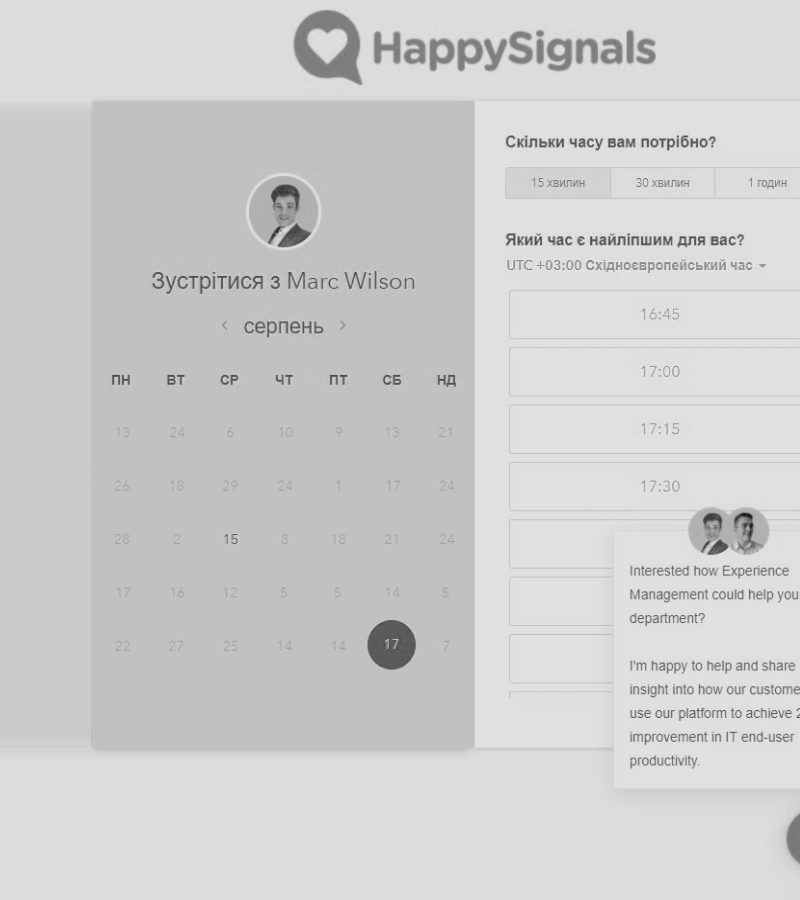 HappySignals
Зустрітися з Marc Wilson
серпень
ПН ВТ СР ЧТ ПТ СБ НД
13 24 6 10 9 13 21
26 18 29 24 1 17 24
28 2 15 8 18 21 24
17 16 12 5 5 14 5
22 27 25 14 14 17 7
Скільки часу вам потрібно?
15 хвилин 30 хвилин 1 годин
Який час є найліпшим для вас?
UTC +03:00 Східноєвропейський час
16:45
17:00
17:15
17:30
Interested how Experience
Management could help you
department?
I'm happy to help and share
insight into how our custome
use our platform to achieve 2
improvement in IT end-user
productivity.